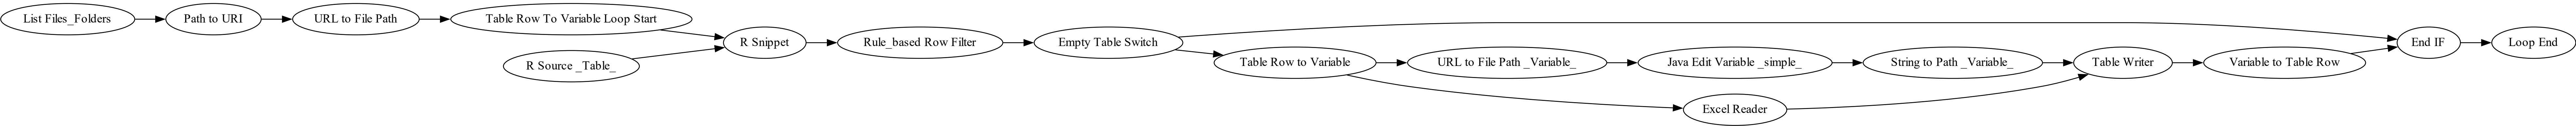 List Files_Folders
Path to URI
URL to File Path
Table Row To Variable Loop Start
R Source _Table_
R Snippet
Rule_based Row Filter
Empty Table Switch
Table Row to Variable
URL to File Path _Variable_
Java Edit Variable _simple_
String to Path _Variable_
Excel Reader
Table Writer
Variable to Table Row
End IF
Loop End